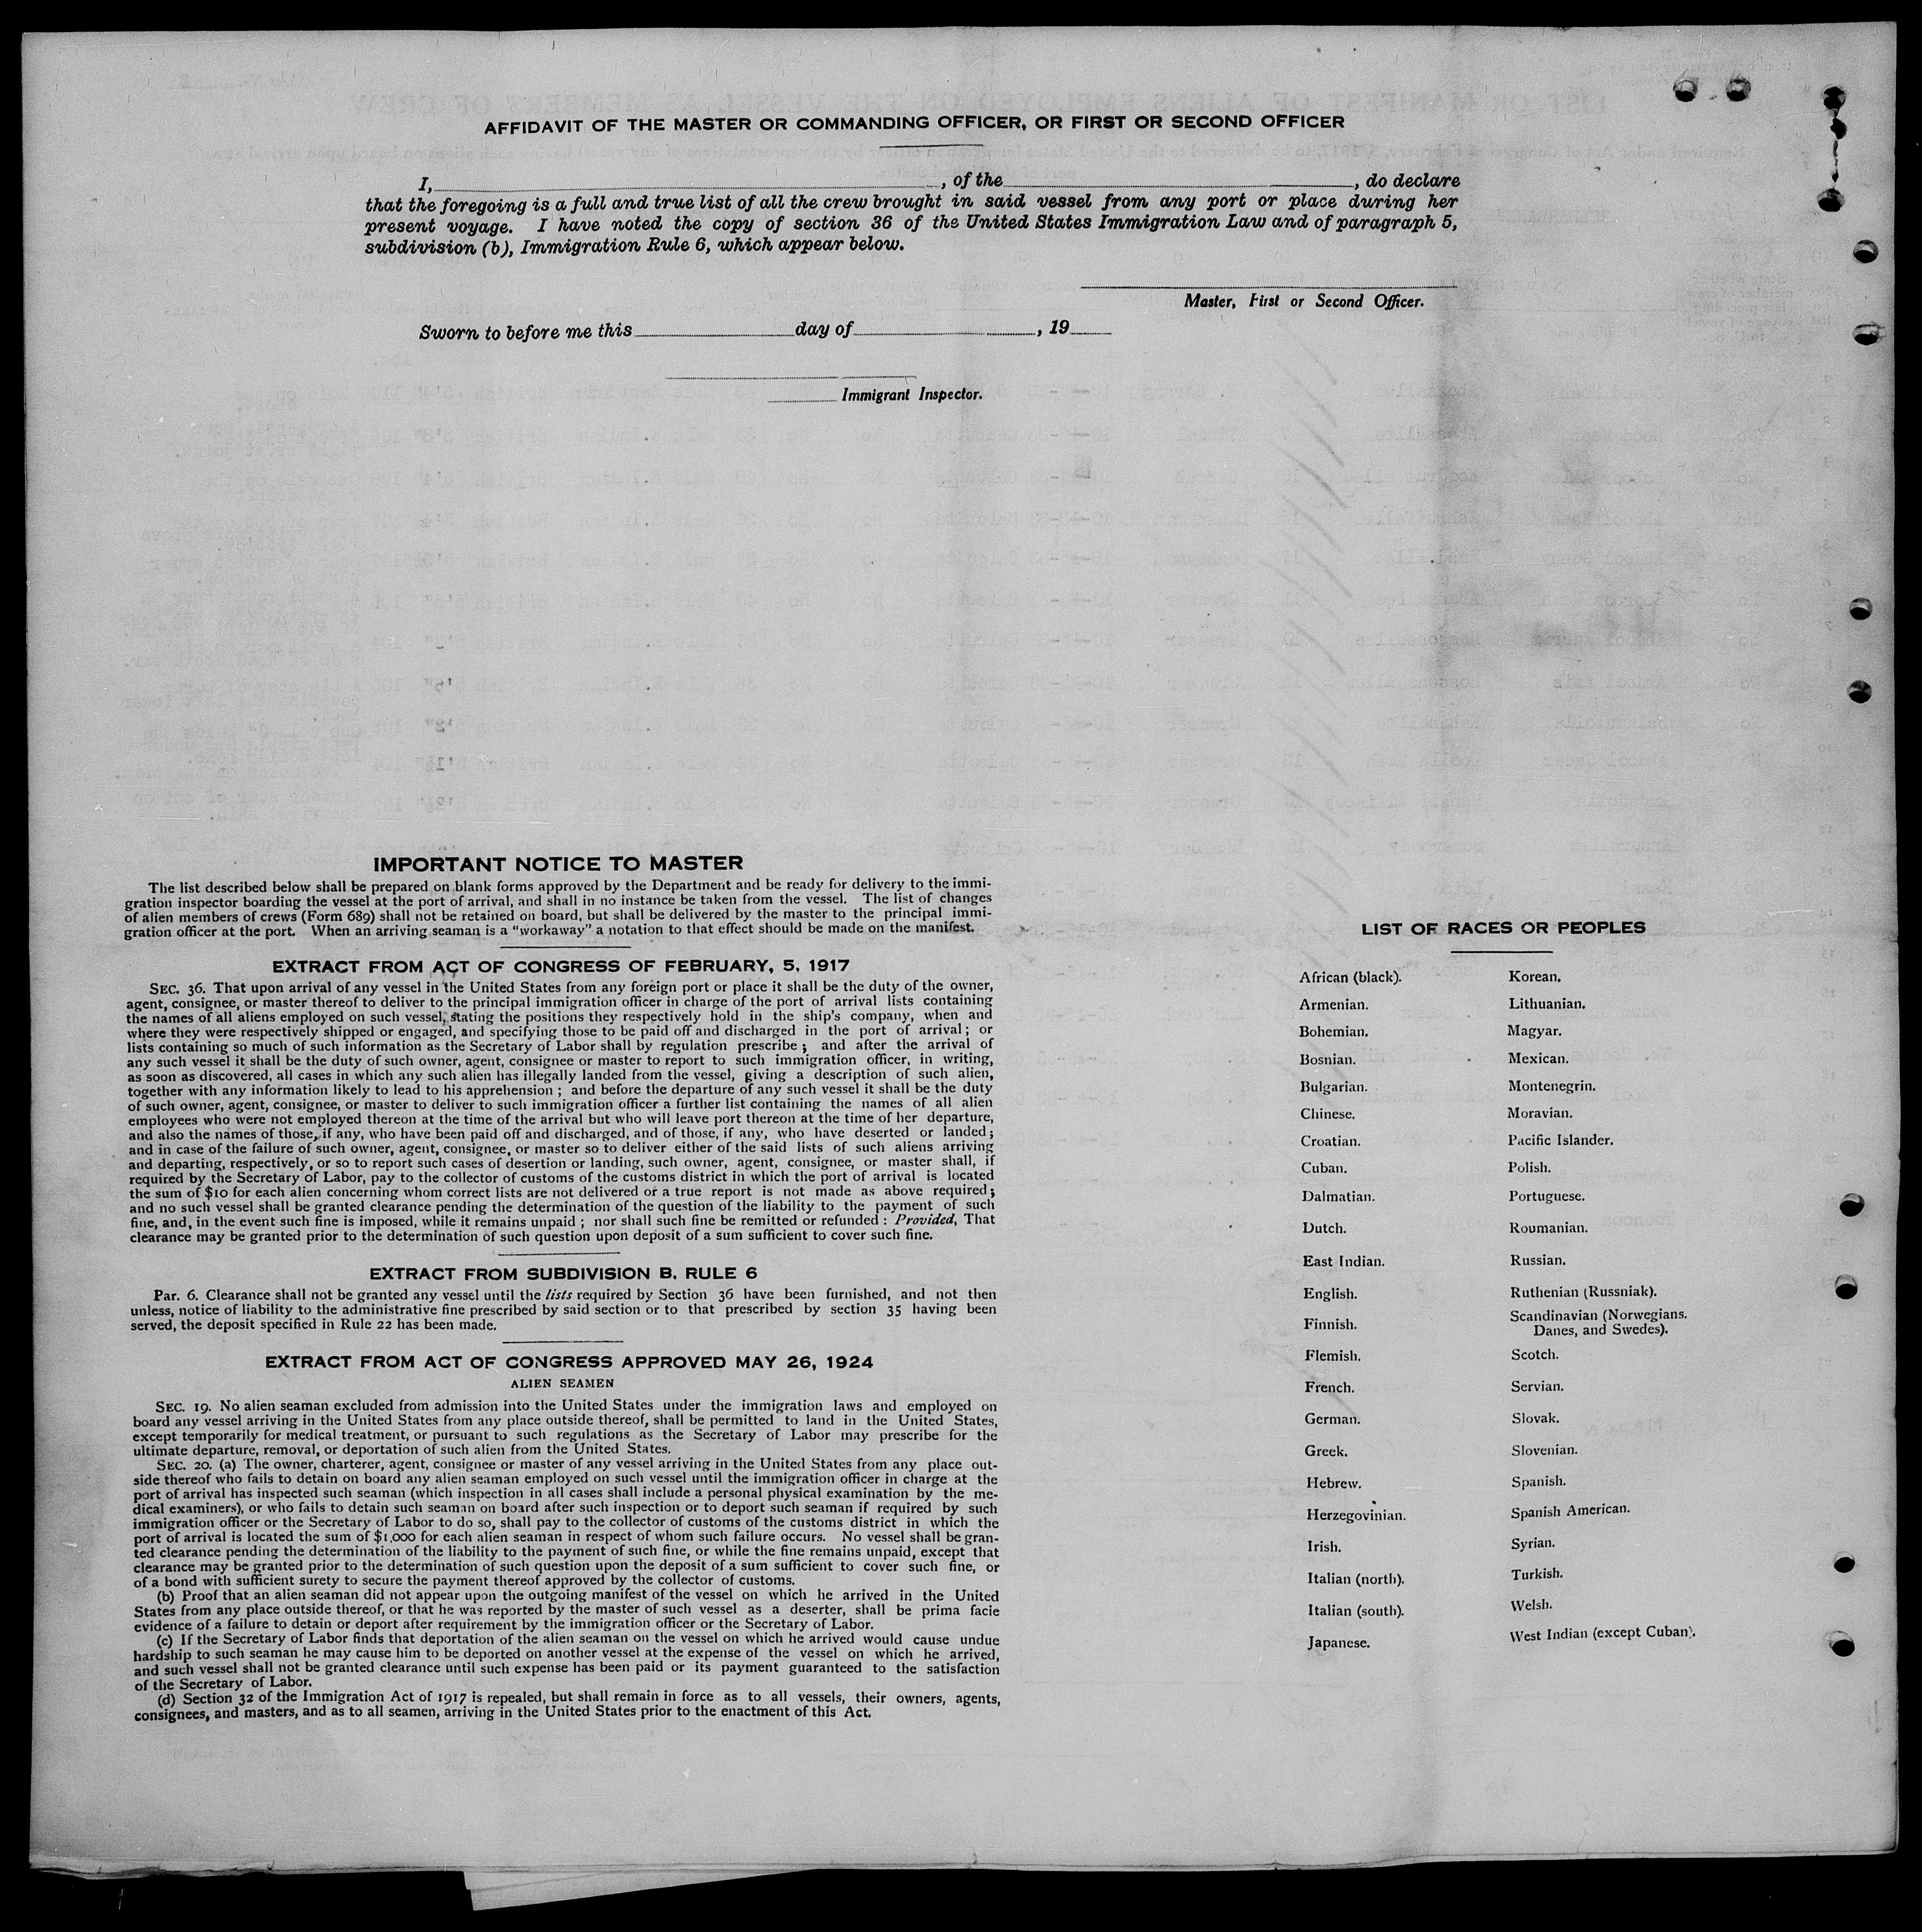 AFFIDAVIT OF THE MASTER OR COMMANDING OFFICER, OR FIRST OR SECOND OFFICER
I, , of the , do declare
that the foregoing is a full and true list of all the crew brought in said vessel from any port or place during her
present voyage. I have noted the copy of section 36 of the United States Immigration Law and of paragraph 5,
subdivision (b), Immigration Rule 6, which appear below.
Master, First or Second Officer.
Sworn to before me this day of , 19
Immigrant Inspector.
IMPORTANT NOTICE TO MASTER
The list described below shall be prepared on blank forms approved by the Department and be ready for delivery to the immi-
gration inspector boarding the vessel at the port of arrival, and shall in no instance be taken from the vessel. The list of changes
of alien members of crews (Form 689) shall not be retained on board, but shall be delivered by the master to the principal immi-
gration officer at the port. When an arriving seaman is a "workaway" a notation to that effect should be made on the manifest.
EXTRACT FROM ACT OF CONGRESS OF FEBRUARY, 5, 1917
SEC. 36. That upon arrival of any vessel in the United States from any foreign port or place it shall be the duty of the owner,
agent, consignee, or master thereof to deliver to the principal immigration officer in charge of the port of arrival lists containing
the names of all aliens employed on such vessel, stating the positions they respectively hold in the ship's company, when and
where they were respectively shipped or engaged, and specifying those to be paid off and discharged in the port of arrival; or
lists containing so much of such information as the Secretary of Labor shall by regulation prescribe; and after the arrival of
any such vessel it shall be the duty of such owner, agent, consignee or master to report to such immigration officer, in writing,
as soon as discovered, all cases in which any such alien has illegally landed from the vessel, giving a description of such alien,
together with any information likely to lead to his apprehension; and before the departure of any such vessel it shall be the duty
of such owner, agent, consignee, or master to deliver to such immigration officer a further list containing the names of all alien
employees who were not employed thereon at the time of the arrival but who will leave port thereon at the time of her departure,
and also the names of those, if any, who have been paid off and discharged, and of those, if any, who have deserted or landed;
and in case of the failure of such owner, agent, consignee, or master so to deliver either of the said lists of such aliens arriving
and departing, respectively, or so to report such cases of desertion or landing, such owner, agent, consignee, or master shall, if
required by the Secretary of Labor, pay to the collector of customs of the customs district in which the port of arrival is located
the sum of $10 for each alien concerning whom correct lists are not delivered or a true report is not made as above required;
and no such vessel shall be granted clearance pending the determination of the question of the liability to the payment of such
fine, and, in the event such fine is imposed, while it remains unpaid; nor shall such fine be remitted or refunded: Provided, That
clearance may be granted prior to the determination of such question upon deposit of a sum sufficient to cover such fine.
EXTRACT FROM SUBDIVISION B, RULE 6
Par. 6. Clearance shall not be granted any vessel until the lists required by Section 36 have been furnished, and not then
unless, notice of liability to the administrative fine prescribed by said section or to that prescribed by section 35 having been
served, the deposit specified in Rule 22 has been made.
EXTRACT FROM ACT OF CONGRESS APPROVED MAY 26, 1924
ALIEN SEAMEN
SEC. 19. No alien seaman excluded from admission into the United States under the immigration laws and employed on
board any vessel arriving in the United States from any place outside thereof, shall be permitted to land in the United States,
except temporarily for medical treatment, or pursuant to such regulations as the Secretary of Labor may prescribe for the
ultimate departure, removal, or deportation of such alien from the United States.
SEC. 20. (a) The owner, charterer, agent, consignee or master of any vessel arriving in the United States from any place out-
side thereof who fails to detain on board any alien seaman employed on such vessel until the immigration officer in charge at the
port of arrival has inspected such seaman (which inspection in all cases shall include a personal physical examination by the me-
dical examiners), or who fails to detain such seaman on board after such inspection or to deport such seaman if required by such
immigration officer or the Secretary of Labor to do so, shall pay to the collector of customs of the customs district in which the
port of arrival is located the sum of $1,000 for each alien seaman in respect of whom such failure occurs. No vessel shall be gran-
ted clearance pending the determination of the liability to the payment of such fine, or while the fine remains unpaid, except that
clearance may be granted prior to the determination of such question upon the deposit of a sum sufficient to cover such fine, or
of a bond with sufficient surety to secure the payment thereof approved by the collector of customs.
(b) Proof that an alien seaman did not appear upon the outgoing manifest of the vessel on which he arrived in the United
States from any place outside thereof, or that he was reported by the master of such vessel as a deserter, shall be prima facie
evidence of a failure to detain or deport after requirement by the immigration officer or the Secretary of Labor.
(c) If the Secretary of Labor finds that deportation of the alien seaman on the vessel on which he arrived would cause undue
hardship to such seaman he may cause him to be deported on another vessel at the expense of the vessel on which he arrived,
and such vessel shall not be granted clearance until such expense has been paid or its payment guaranteed to the satisfaction
of the Secretary of Labor.
(d) Section 32 of the Immigration Act of 1917 is repealed, but shall remain in force as to all vessels, their owners, agents,
consignees, and masters, and as to all seamen, arriving in the United States prior to the enactment of this Act.
LIST OF RACES OR PEOPLES
African (black).
Armenian.
Bohemian.
Bosnian.
Bulgarian.
Chinese.
Croatian.
Cuban.
Dalmatian.
Dutch.
East Indian.
English.
Finnish.
Flemish.
French.
German.
Greek.
Hebrew.
Herzegovinian.
Irish.
Italian (north).
Italian (south).
Japanese.
Korean.
Lithuanian.
Magyar.
Mexican.
Montenegrin.
Moravian.
Pacific Islander.
Polish.
Portuguese.
Roumanian.
Russian.
Ruthenian (Russniak).
Scandinavian (Norwegians.
Danes, and Swedes).
Scotch.
Servian.
Slovak.
Slovenian.
Spanish.
Spanish American.
Syrian.
Turkish.
Welsh.
West Indian (except Cuban).